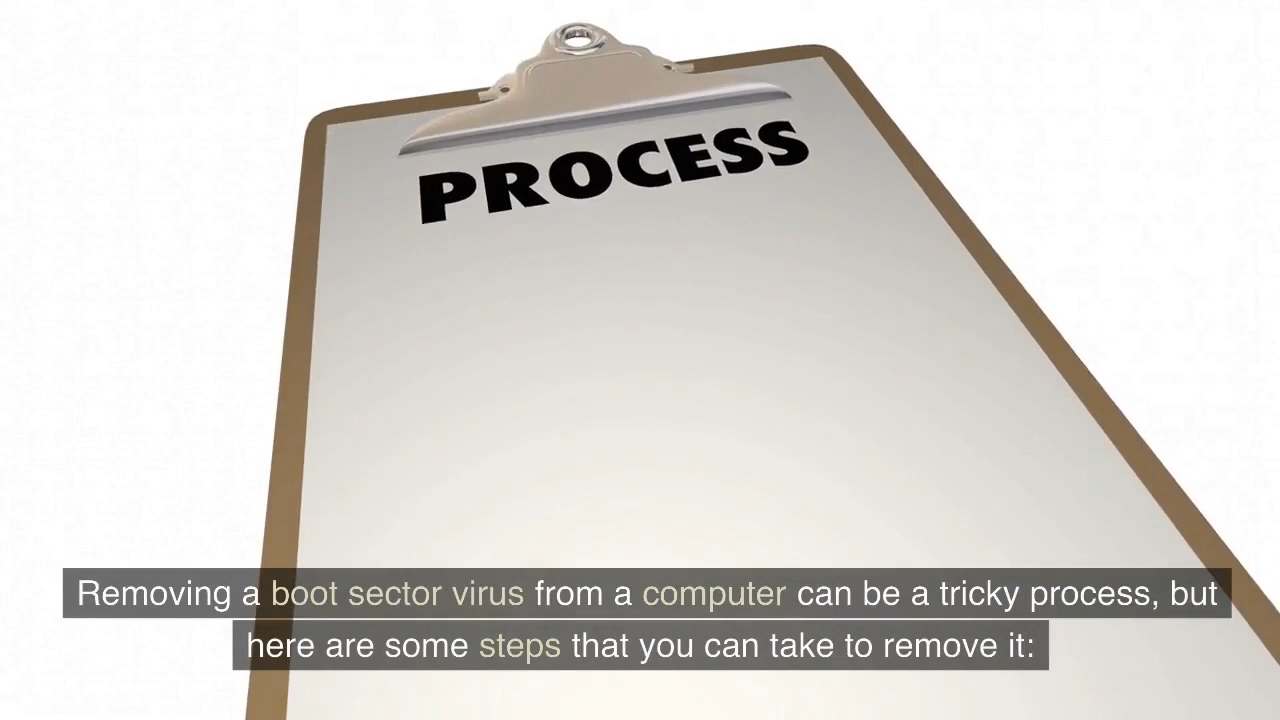 PROCESS
Removing a boot sector virus from a computer can be a tricky process, but
here are some steps that you can take to remove it: